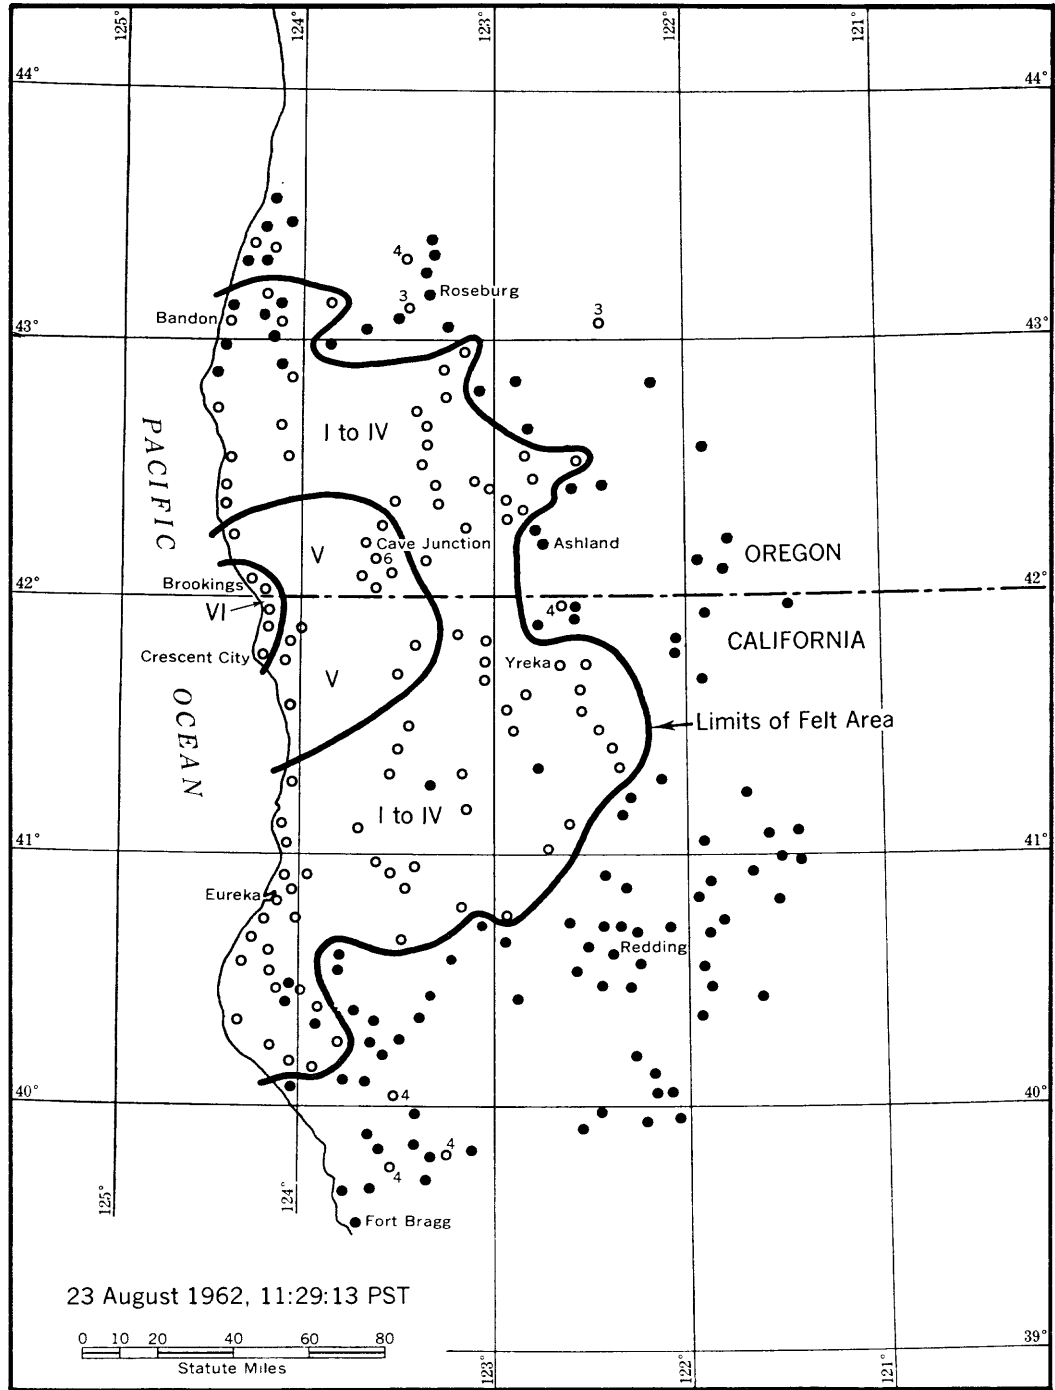 125° 124° 123° 122° 121°
44° 44°
4
3 Roseburg 3
Bandon
43° 43°
I to IV
PACIFIC
V Cave Junction Ashland
6
OREGON
Brookings
42° 42°
VI 4
CALIFORNIA
Crescent City
V Yreka
OCEAN
Limits of Felt Area
I to IV
41° 41°
Eureka
Redding
40° 40°
4
4
4
125° 124°
Fort Bragg
23 August 1962, 11:29:13 PST
0 10 20 40 60 80
Statute Miles
39°
123° 122° 121°